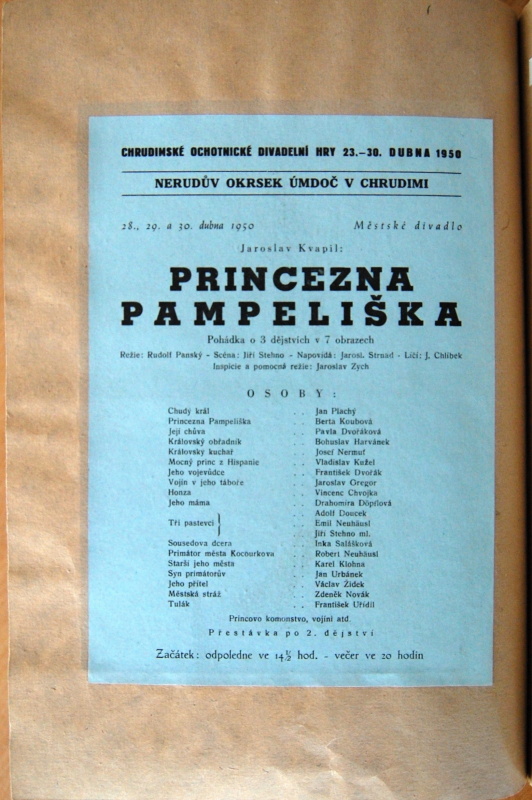 CHRUDIMSKÉ OCHOTNICKÉ DIVADELNÍ HRY 23.–30. DUBNA 1950
NERUDŮV OKRSEK ÚMDOČ V CHRUDIMI
28., 29. a 30. dubna 1950 Městské divadlo
Jaroslav Kvapil:
PRINCEZNA
PAMPELIŠKA
Pohádka o 3 dějstvích v 7 obrazech
Režie: Rudolf Panský - Scéna: Jiří Stehno - Napovídá: Jarosl. Strnad - Líčí: J. Chlíbek
Inspicie a pomocná režie: Jaroslav Zych
OSOBY:
Chudý král . . Jan Plachý
Princezna Pampeliška . . Berta Koubová
Její chůva . . Pavla Dvořáková
Královský obřadník . . Bohuslav Harvánek
Královský kuchař . . Josef Nermuť
Mocný princ z Hispanie . . Vladislav Kužel
Jeho vojevůdce . . František Dvořák
Vojín v jeho táboře . . Jaroslav Gregor
Honza . . Vincenc Chvojka
Jeho máma . . Drahomíra Döpflová
Adolf Doucek
Tři pastevci } . . Emil Neuhäusl
Jiří Stehno ml.
Sousedova dcera . . Inka Salášková
Primátor města Kocourkova . . Robert Neuhäusl
Starší jeho města . . Karel Klohna
Syn primátorův . . Jan Urbánek
Jeho přítel . . Václav Žídek
Městská stráž . . Zdeněk Novák
Tulák . . František Uřídil
Princovo komonstvo, vojíni atd.
Přestávka po 2. dějství
Začátek: odpoledne ve 14½ hod. - večer ve 20 hodin